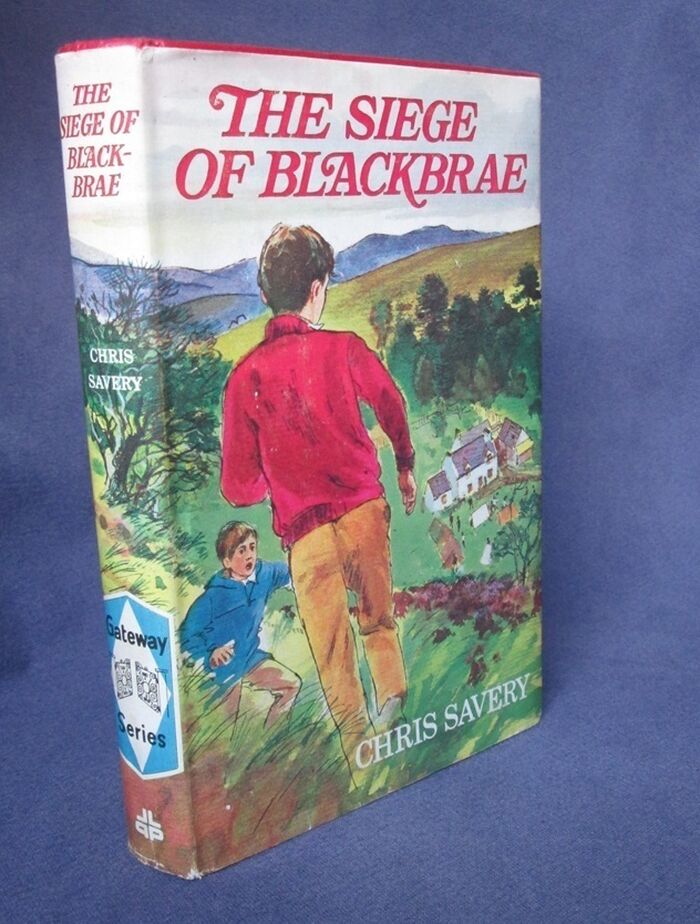 THE
SIEGE OF
BLACK-
BRAE
CHRIS
SAVERY
Gateway
Series
THE SIEGE
OF BLACKBRAE
CHRIS SAVERY